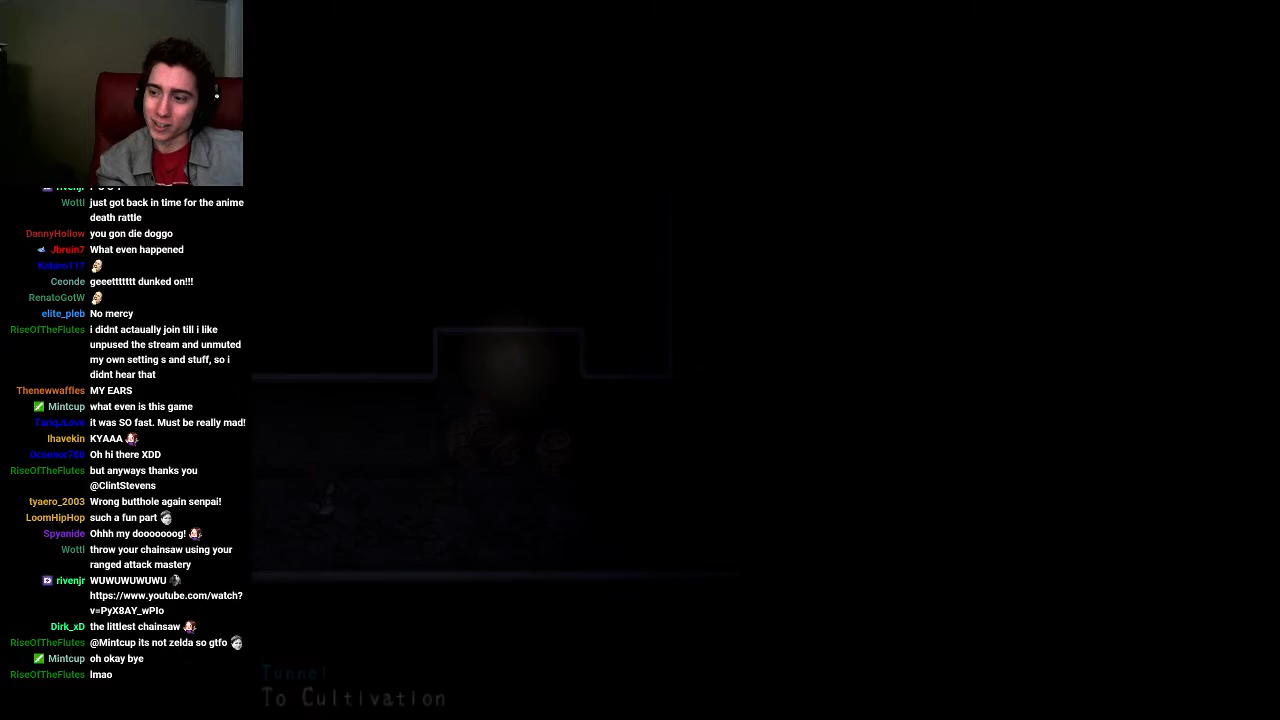 Wottl just got back in time for the anime
death rattle
DannyHollow you gon die doggo
Jbruin7 What even happened
Ceonde geeettttttt dunked on!!!
RenatoGotW
elite_pleb No mercy
RiseOfTheFlutes i didnt actaually join till i like
unpused the stream and unmuted
my own setting s and stuff, so i
didnt hear that
Thenewwaffles MY EARS
Mintcup what even is this game
it was SO fast. Must be really mad!
Ihavekin KYAAA
Oh hi there XDD
RiseOfTheFlutes but anyways thanks you
@ClintStevens
tyaero_2003 Wrong butthole again senpai!
LoomHipHop such a fun part
Spyanide Ohhh my dooooooog!
Wottl throw your chainsaw using your
ranged attack mastery
rivenjr WUWUWUWUWU
https://www.youtube.com/watch?
v=PyX8AY_wPIo
Dirk_xD the littlest chainsaw
RiseOfTheFlutes @Mintcup its not zelda so gtfo
Mintcup oh okay bye
RiseOfTheFlutes lmao
Tunnel
To Cultivation